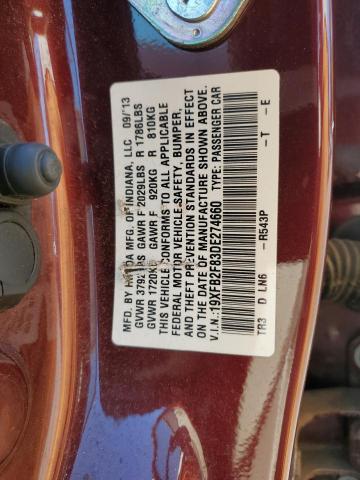 MFD. BY HONDA MFG. OF INDIANA, LLC 09/13
GVWR 3792LBS GAWR F 2029LBS R 1786LBS
GVWR 1720KG GAWR F 920KG R 810KG
THIS VEHICLE CONFORMS TO ALL APPLICABLE
FEDERAL MOTOR VEHICLE SAFETY, BUMPER,
AND THEFT PREVENTION STANDARDS IN EFFECT
ON THE DATE OF MANUFACTURE SHOWN ABOVE.
V.I.N.:19XFB2F83DE274660 TYPE: PASSENGER CAR
TR3 D LN6 -R543P -T -E